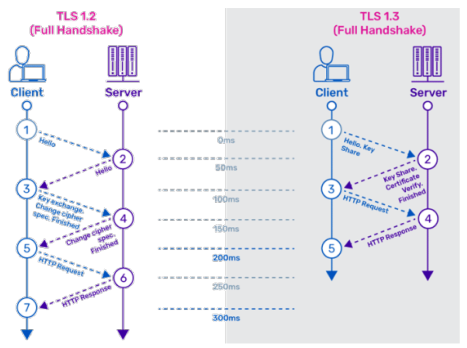 TLS 1.2
(Full Handshake)
Client
Server
1
Hello
2
Hello
3
Key exchange.
Change cipher
spec. Finished
4
Change cipher
spec.
Finished
5
HTTP Request
6
HTTP Response
7
0ms
50ms
100ms
150ms
200ms
250ms
300ms
TLS 1.3
(Full Handshake)
Client
Server
1
Hello, Key
Share
2
Key Share.
Certificate
Verify.
Finished
3
HTTP Request
4
HTTP Response
5